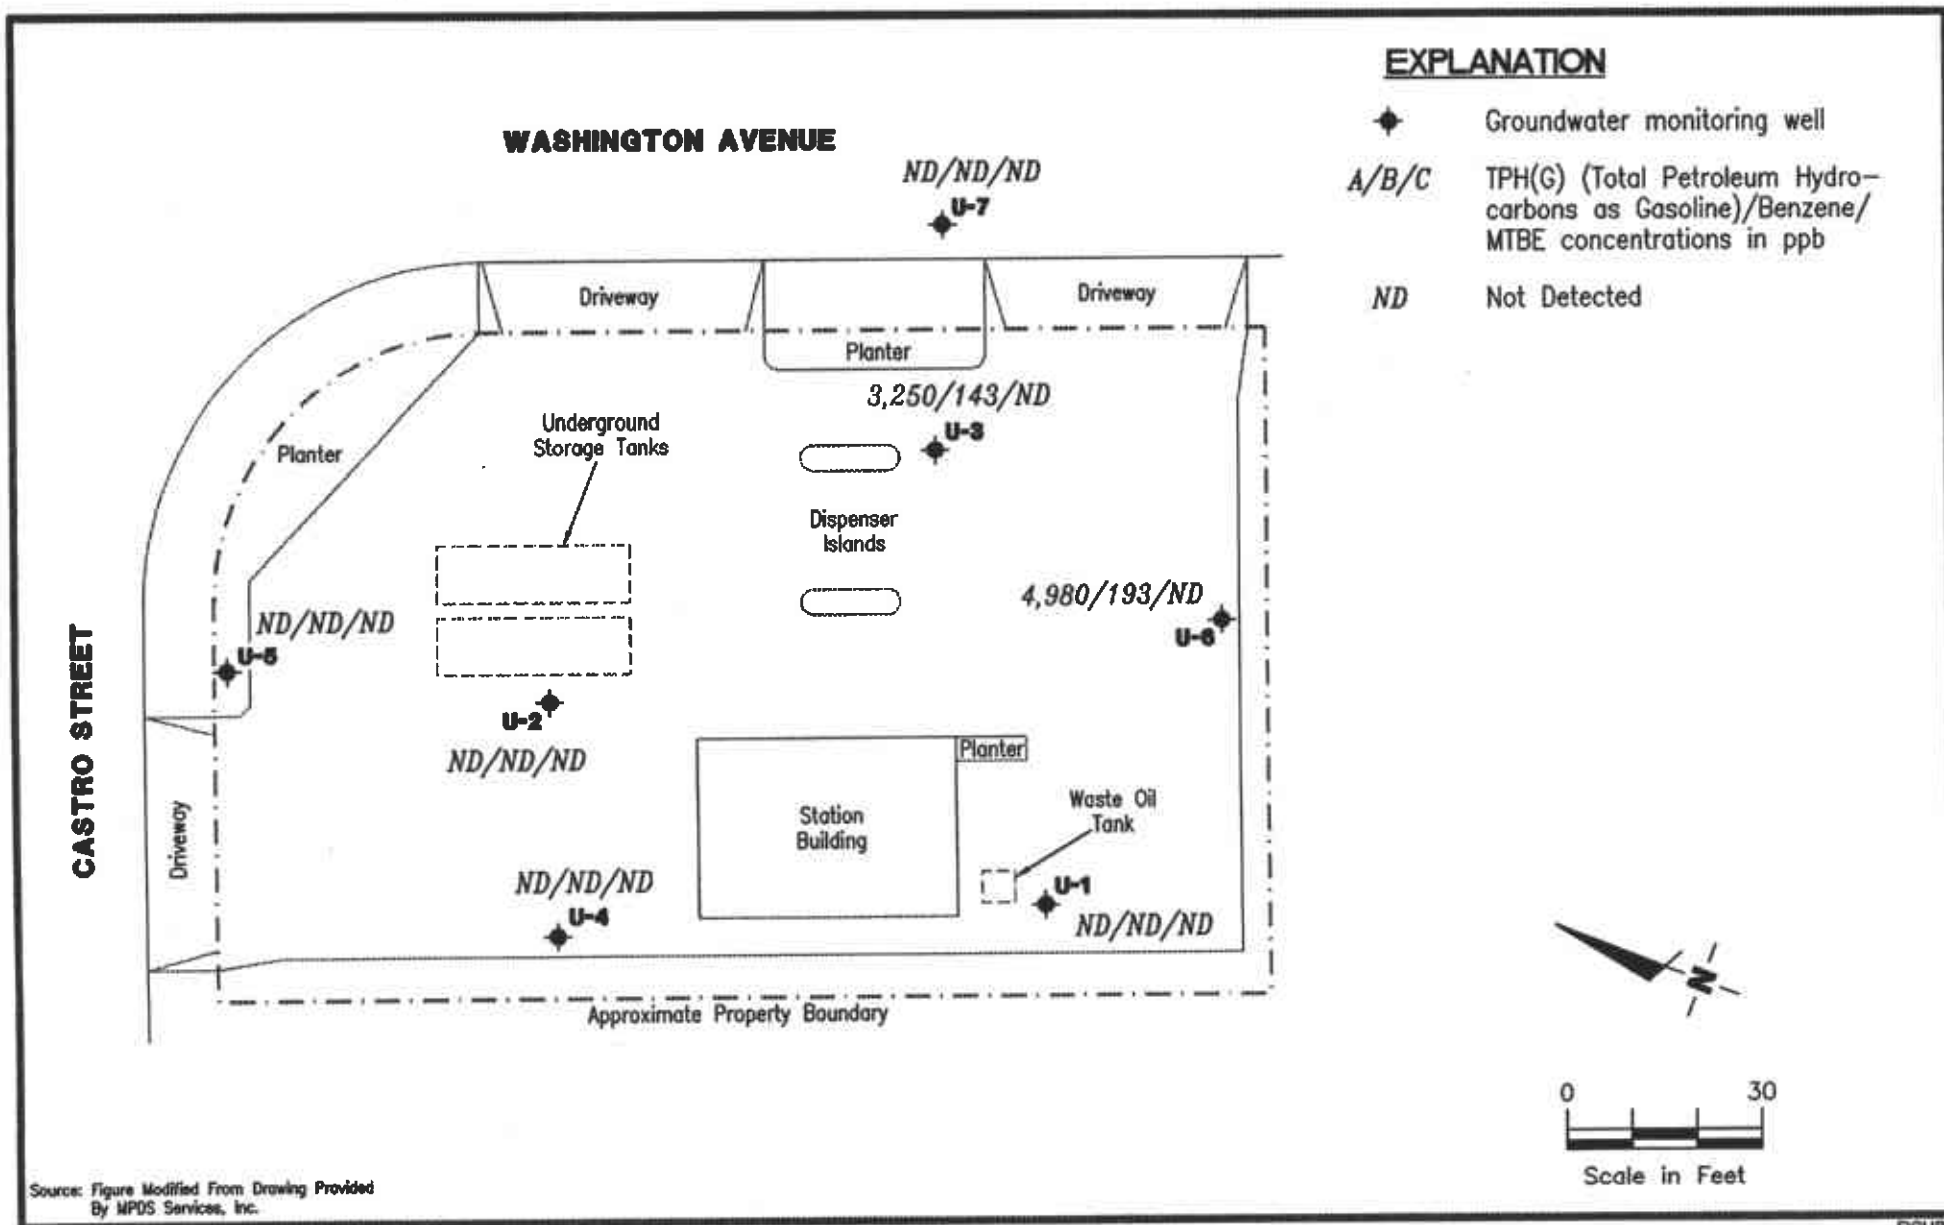 EXPLANATION
Groundwater monitoring well
A/B/C TPH(G) (Total Petroleum Hydro-
carbons as Gasoline)/Benzene/
MTBE concentrations in ppb
ND Not Detected
WASHINGTON AVENUE
ND/ND/ND
U-7
Driveway
Driveway
Planter
3,250/143/ND
U-3
Underground
Storage Tanks
Planter
Dispenser
Islands
4,980/193/ND
U-6
ND/ND/ND
U-5
CASTRO STREET
U-2
ND/ND/ND
Planter
Station
Building
Waste Oil
Tank
Driveway
ND/ND/ND
U-4
U-1
ND/ND/ND
Approximate Property Boundary
N
0 30
Scale in Feet
Source: Figure Modified From Drawing Provided
By MPDS Services, Inc.